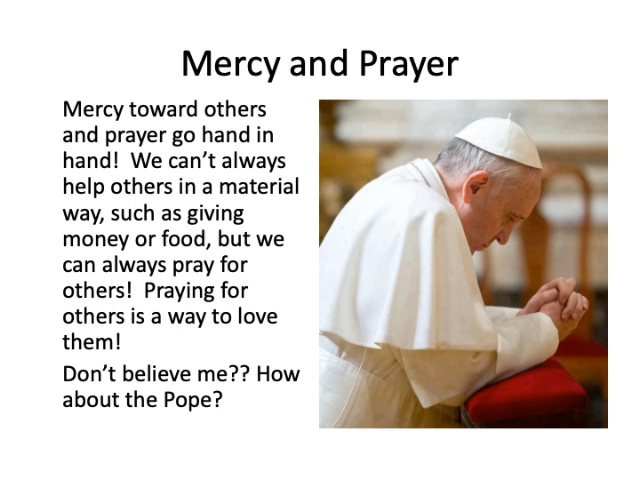 Mercy and Prayer
Mercy toward others
and prayer go hand in
hand!  We can’t always
help others in a material
way, such as giving
money or food, but we
can always pray for
others!  Praying for
others is a way to love
them!
Don’t believe me?? How
about the Pope?